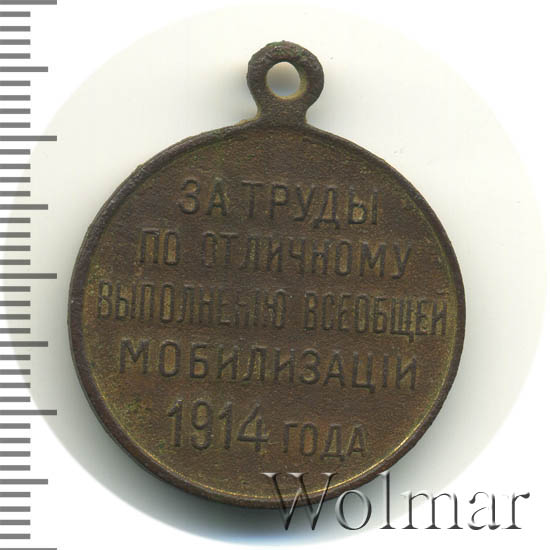 ЗА ТРУДЫ
ПО ОТЛИЧНОМУ
ВЫПОЛНЕНІЮ ВСЕОБЩЕЙ
МОБИЛИЗАЦІИ
1914 ГОДА
Wolmar